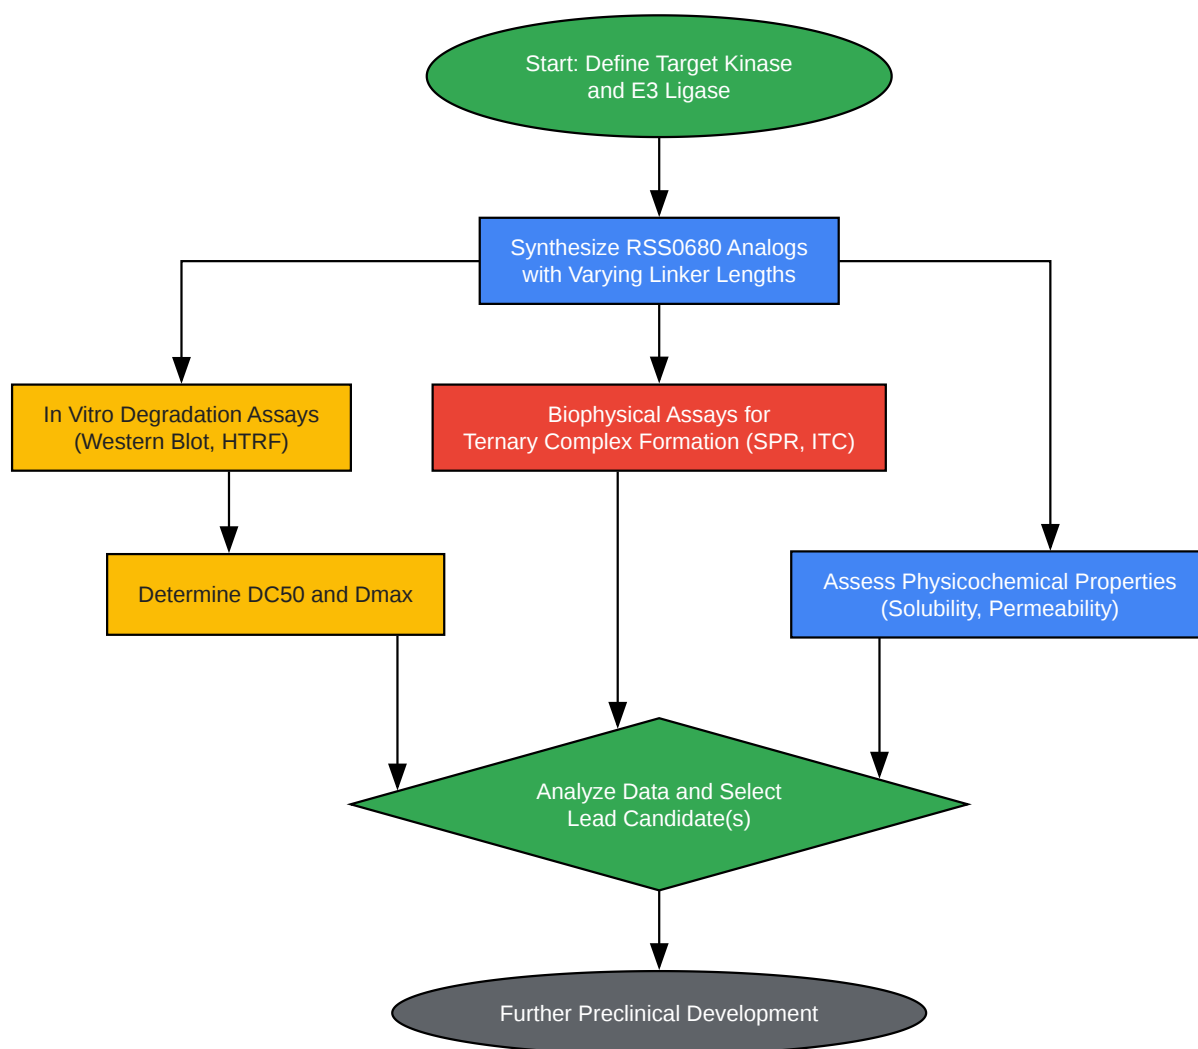 Start: Define Target Kinase
and E3 Ligase
Synthesize RSS0680 Analogs
with Varying Linker Lengths
In Vitro Degradation Assays
(Western Blot, HTRF)
Biophysical Assays for
Ternary Complex Formation (SPR, ITC)
Determine DC50 and Dmax
Assess Physicochemical Properties
(Solubility, Permeability)
Analyze Data and Select
Lead Candidate(s)
Further Preclinical Development